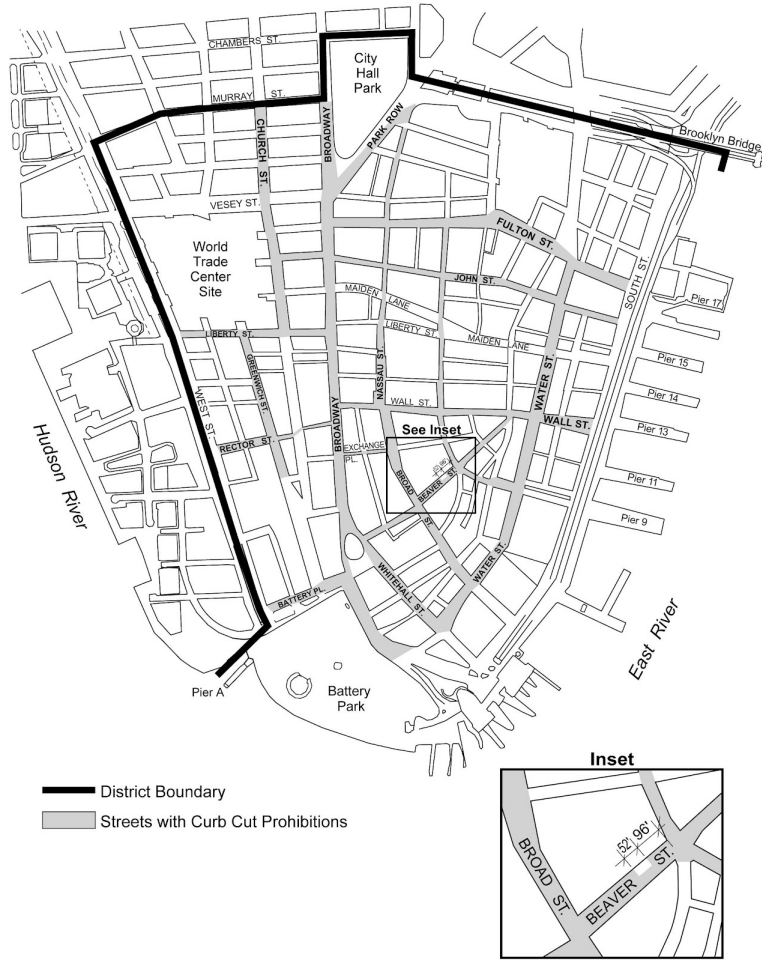 CHAMBERS ST.
City
Hall
Park
MURRAY ST.
BROADWAY
PARK ROW
CHURCH ST.
Brooklyn Bridge
VESEY ST.
FULTON ST.
World
Trade
Center
Site
JOHN ST.
SOUTH ST.
MAIDEN LANE
Pier 17
LIBERTY ST.
LIBERTY ST.
MAIDEN LANE
GREENWICH ST.
NASSAU ST.
WATER ST.
Pier 15
WEST ST.
Pier 14
WALL ST.
BROADWAY
WALL ST.
See Inset
Pier 13
RECTOR ST.
EXCHANGE
PL.
Hudson River
52' 96'
BROAD ST.
BEAVER ST.
Pier 11
Pier 9
WATER ST.
WHITEHALL ST.
BATTERY PL.
East River
Pier A
Battery
Park
Inset
District Boundary
Streets with Curb Cut Prohibitions
52' 96'
BROAD ST.
BEAVER ST.